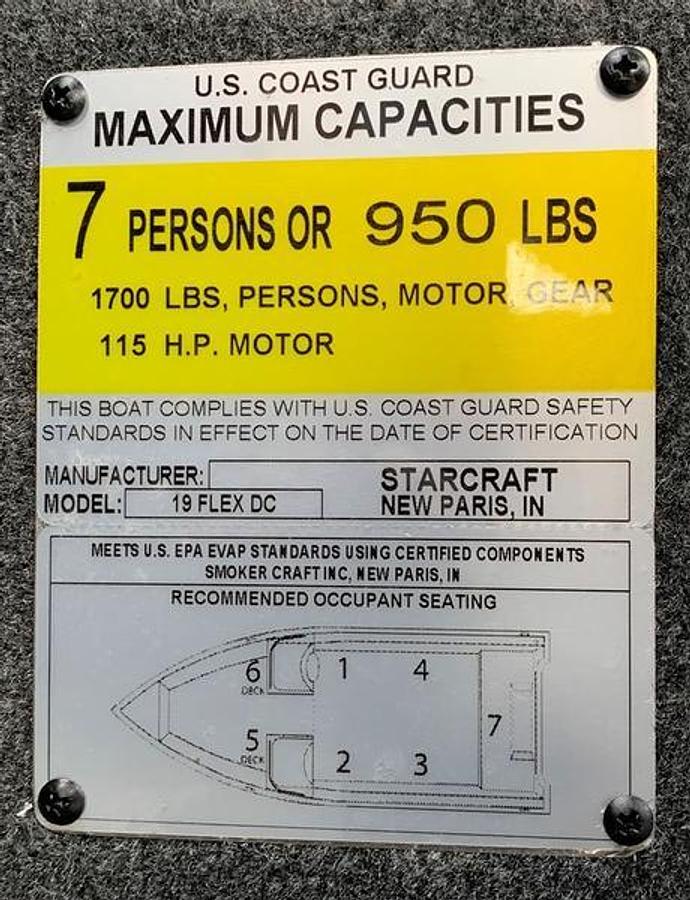 U.S. COAST GUARD
MAXIMUM CAPACITIES
7 PERSONS OR 950 LBS
1700 LBS, PERSONS, MOTOR, GEAR
115 H.P. MOTOR
THIS BOAT COMPLIES WITH U.S. COAST GUARD SAFETY
STANDARDS IN EFFECT ON THE DATE OF CERTIFICATION
MANUFACTURER: STARCRAFT
MODEL: 19 FLEX DC NEW PARIS, IN
MEETS U.S. EPA EVAP STANDARDS USING CERTIFIED COMPONENTS
SMOKER CRAFT INC, NEW PARIS, IN
RECOMMENDED OCCUPANT SEATING
6 1 4
DECK
7
5 2 3
DECK